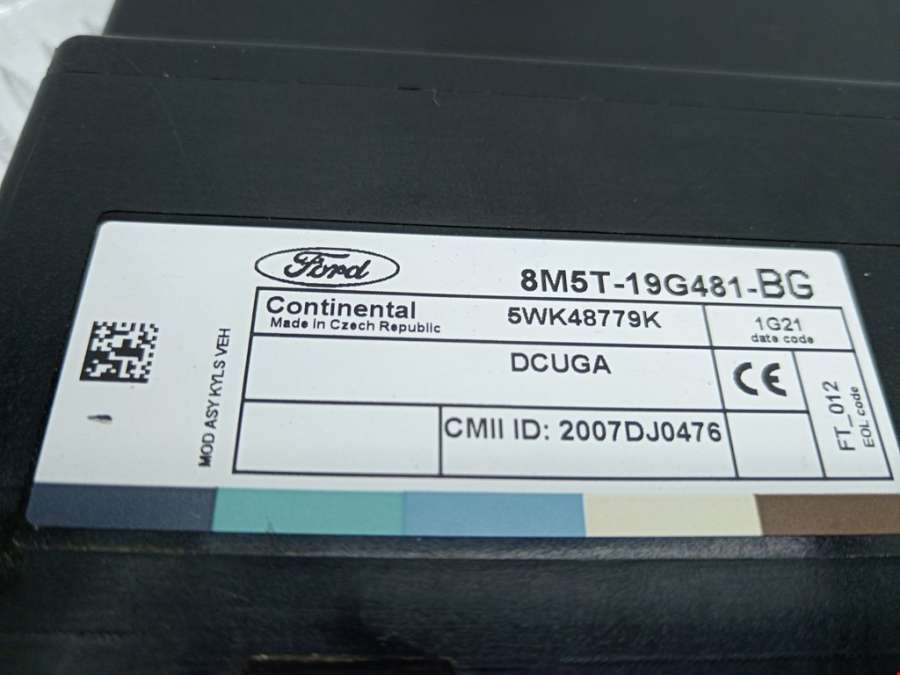 Ford
8M5T-19G481-BG
Continental
Made in Czech Republic
5WK48779K
1G21
date code
DCUGA
CE
FT_012
EOL code
CMII ID: 2007DJ0476
MOD ASY KYLS VEH